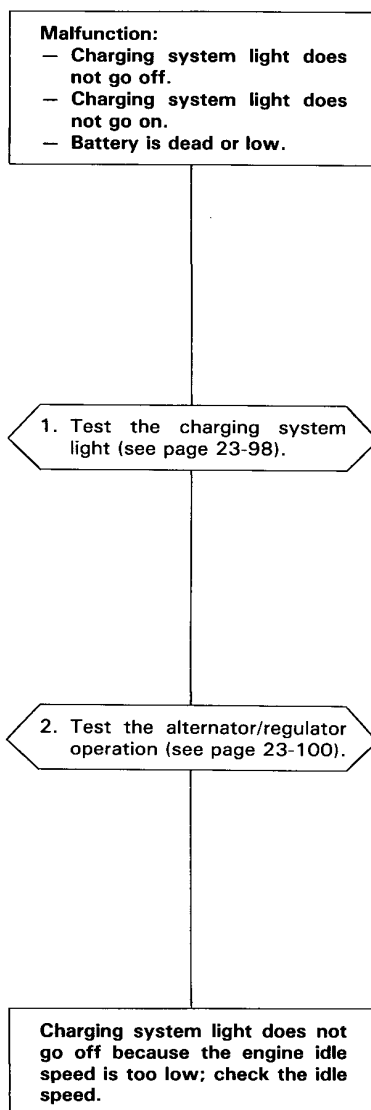 Malfunction:
— Charging system light does
not go off.
— Charging system light does
not go on.
— Battery is dead or low.
1. Test the charging system
light (see page 23-98).
2. Test the alternator/regulator
operation (see page 23-100).
Charging system light does not
go off because the engine idle
speed is too low; check the idle
speed.